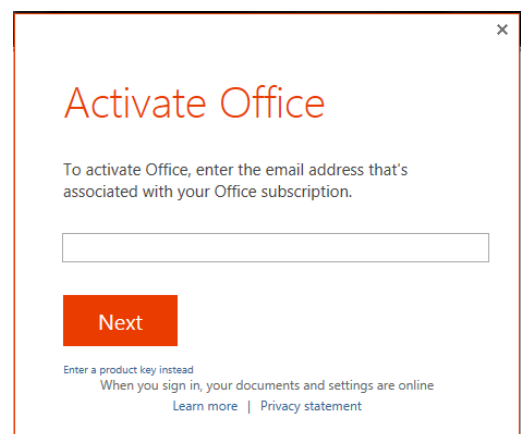 Activate Office
To activate Office, enter the email address that's
associated with your Office subscription.
Next
Enter a product key instead
When you sign in, your documents and settings are online
Learn more | Privacy statement